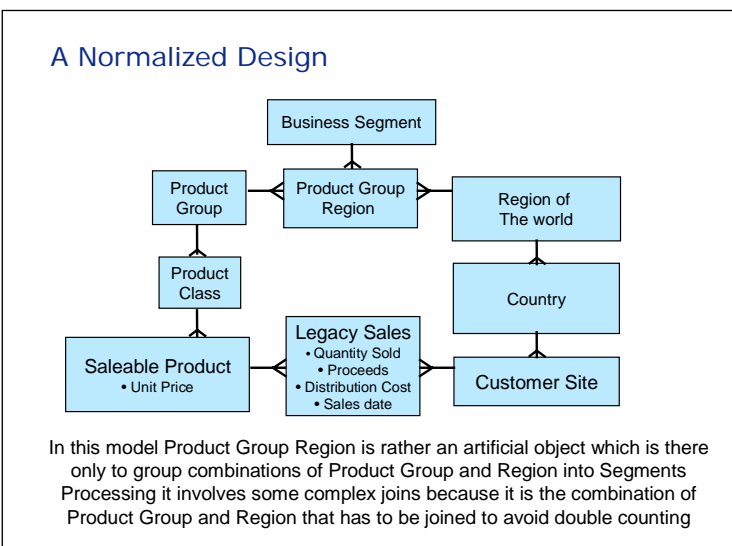 A Normalized Design
Business Segment
Product
Group
Product Group
Region
Region of
The world
Product
Class
Country
Saleable Product
• Unit Price
Legacy Sales
• Quantity Sold
• Proceeds
• Distribution Cost
• Sales date
Customer Site
In this model Product Group Region is rather an artificial object which is there
only to group combinations of Product Group and Region into Segments
Processing it involves some complex joins because it is the combination of
Product Group and Region that has to be joined to avoid double counting